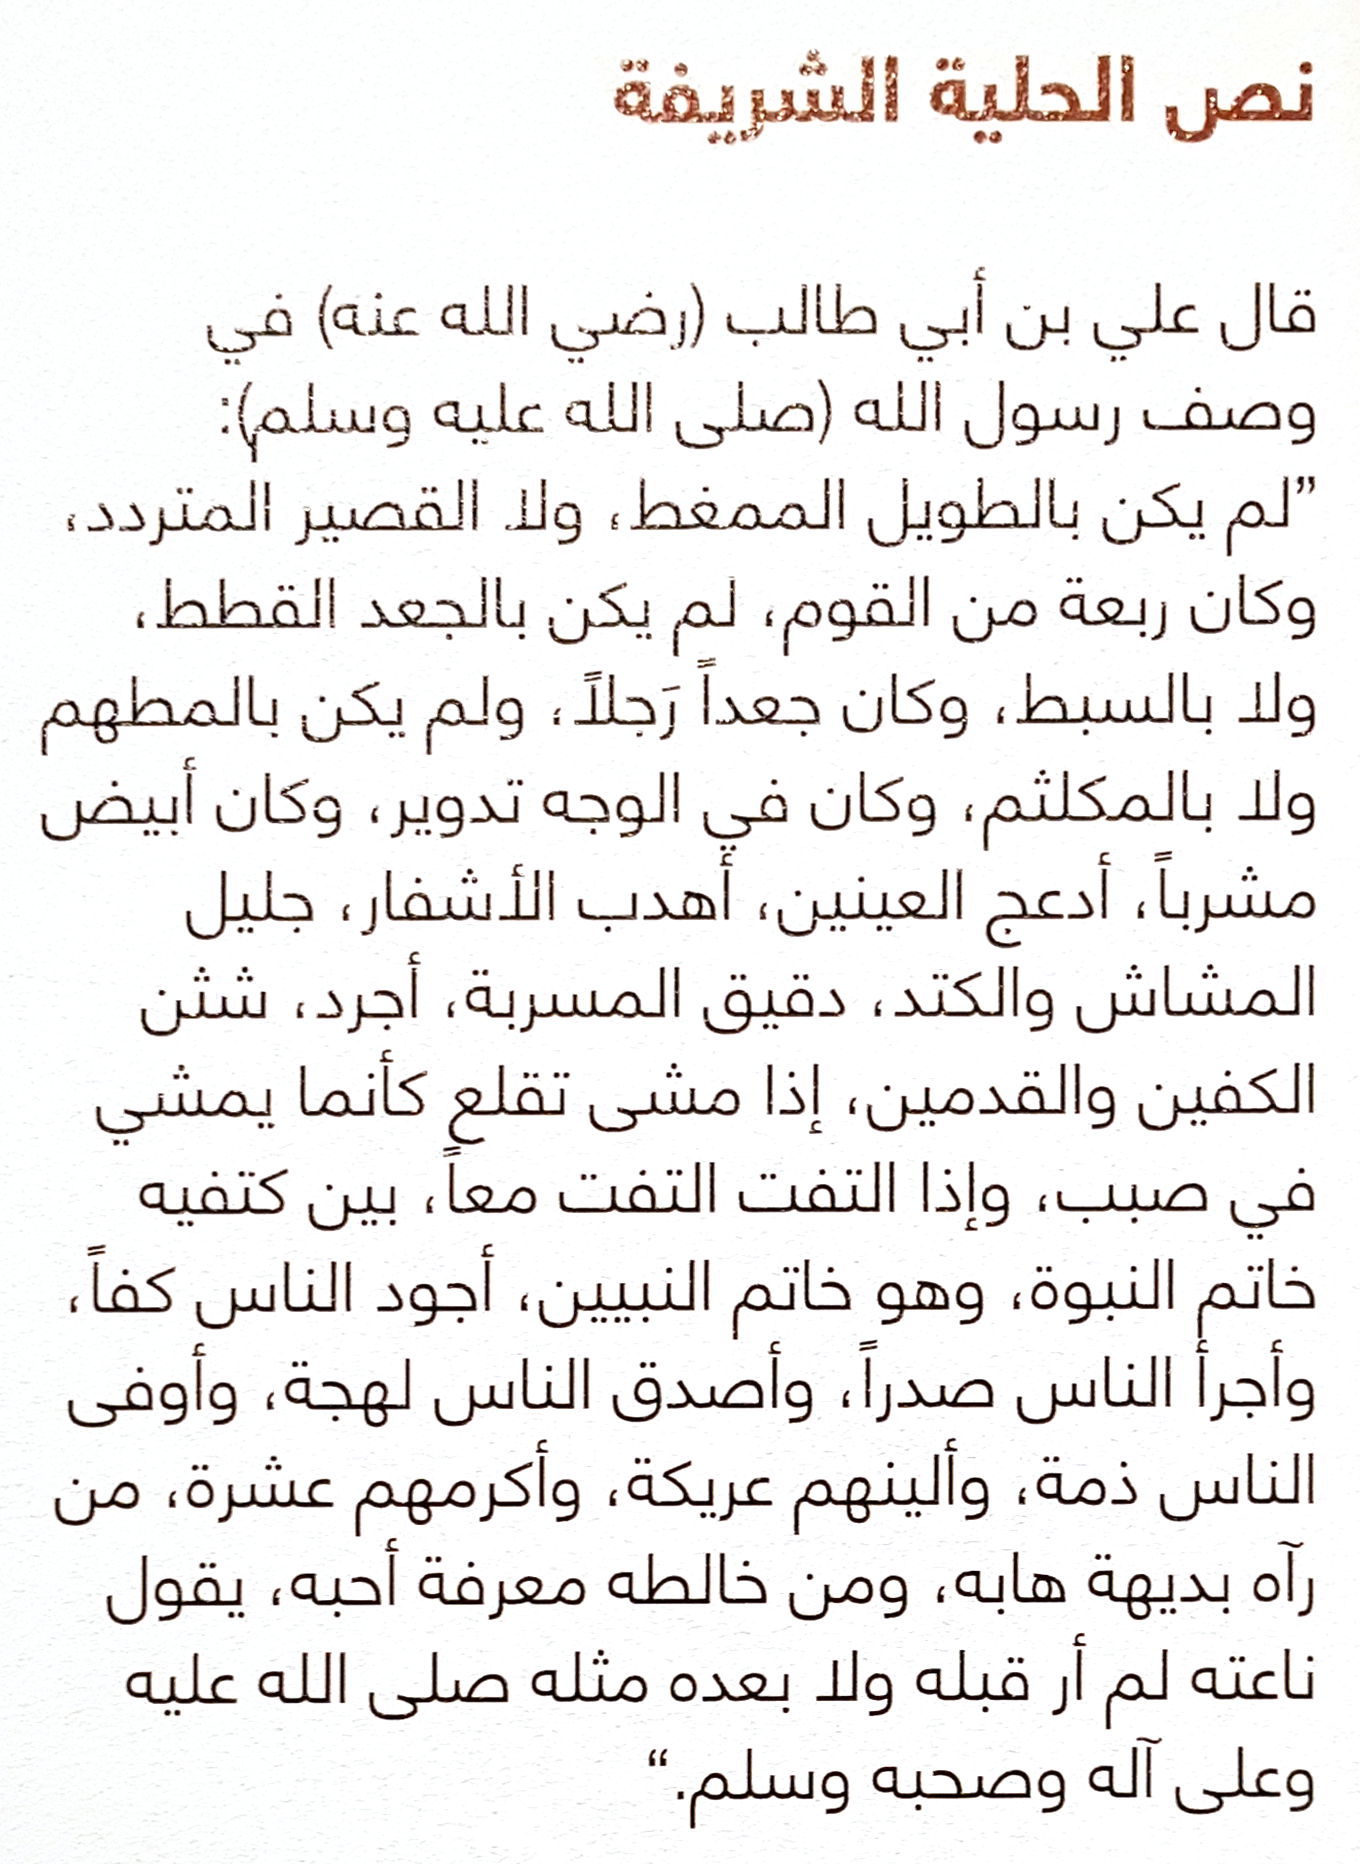 نص الحلية الشريفة
قال علي بن أبي طالب (رضي الله عنه) في
وصف رسول الله (صلى الله عليه وسلم):
”لم يكن بالطويل الممغط، ولا القصير المتردد،
وكان ربعة من القوم، لم يكن بالجعد القطط،
ولا بالسبط، وكان جعداً رَجلاً، ولم يكن بالمطهم
ولا بالمكلثم، وكان في الوجه تدوير، وكان أبيض
مشرباً، أدعج العينين، أهدب الأشفار، جليل
المشاش والكتد، دقيق المسربة، أجرد، شثن
الكفين والقدمين، إذا مشى تقلع كأنما يمشي
في صبب، وإذا التفت التفت معاً، بين كتفيه
خاتم النبوة، وهو خاتم النبيين، أجود الناس كفاً،
وأجرأ الناس صدراً، وأصدق الناس لهجة، وأوفى
الناس ذمة، وألينهم عريكة، وأكرمهم عشرة، من
رآه بديهة هابه، ومن خالطه معرفة أحبه، يقول
ناعته لم أر قبله ولا بعده مثله صلى الله عليه
وعلى آله وصحبه وسلم.“